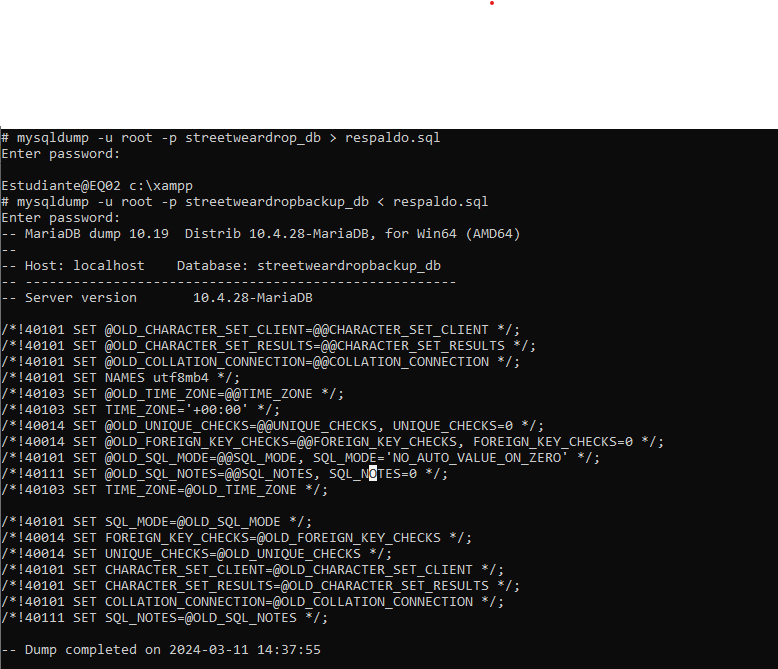 # mysqldump -u root -p streetweardrop_db > respaldo.sql
Enter password:
Estudiante@EQ02 c:\xampp
# mysqldump -u root -p streetweardropbackup_db < respaldo.sql
Enter password:
-- MariaDB dump 10.19  Distrib 10.4.28-MariaDB, for Win64 (AMD64)
--
-- Host: localhost    Database: streetweardropbackup_db
-- ------------------------------------------------------
-- Server version       10.4.28-MariaDB
/*!40101 SET @OLD_CHARACTER_SET_CLIENT=@@CHARACTER_SET_CLIENT */;
/*!40101 SET @OLD_CHARACTER_SET_RESULTS=@@CHARACTER_SET_RESULTS */;
/*!40101 SET @OLD_COLLATION_CONNECTION=@@COLLATION_CONNECTION */;
/*!40101 SET NAMES utf8mb4 */;
/*!40103 SET @OLD_TIME_ZONE=@@TIME_ZONE */;
/*!40103 SET TIME_ZONE='+00:00' */;
/*!40014 SET @OLD_UNIQUE_CHECKS=@@UNIQUE_CHECKS, UNIQUE_CHECKS=0 */;
/*!40014 SET @OLD_FOREIGN_KEY_CHECKS=@@FOREIGN_KEY_CHECKS, FOREIGN_KEY_CHECKS=0 */;
/*!40101 SET @OLD_SQL_MODE=@@SQL_MODE, SQL_MODE='NO_AUTO_VALUE_ON_ZERO' */;
/*!40111 SET @OLD_SQL_NOTES=@@SQL_NOTES, SQL_NOTES=0 */;
/*!40103 SET TIME_ZONE=@OLD_TIME_ZONE */;
/*!40101 SET SQL_MODE=@OLD_SQL_MODE */;
/*!40014 SET FOREIGN_KEY_CHECKS=@OLD_FOREIGN_KEY_CHECKS */;
/*!40014 SET UNIQUE_CHECKS=@OLD_UNIQUE_CHECKS */;
/*!40101 SET CHARACTER_SET_CLIENT=@OLD_CHARACTER_SET_CLIENT */;
/*!40101 SET CHARACTER_SET_RESULTS=@OLD_CHARACTER_SET_RESULTS */;
/*!40101 SET COLLATION_CONNECTION=@OLD_COLLATION_CONNECTION */;
/*!40111 SET SQL_NOTES=@OLD_SQL_NOTES */;
-- Dump completed on 2024-03-11 14:37:55